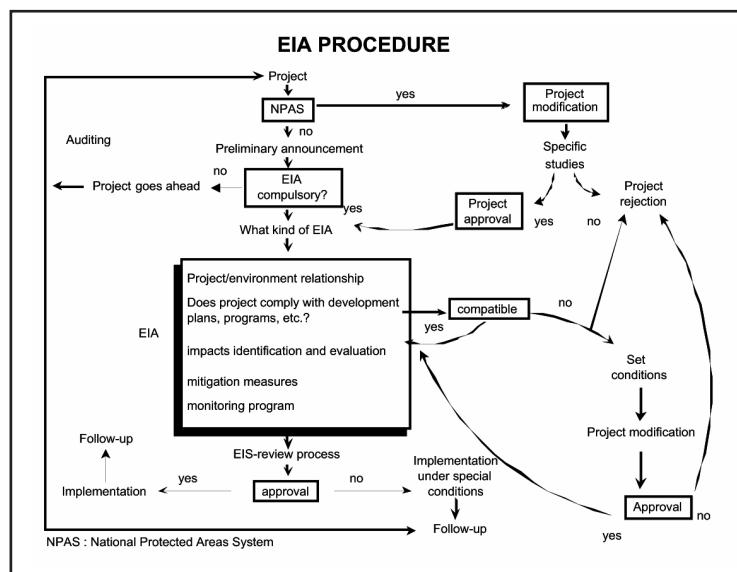 EIA PROCEDURE
Project
yes
NPAS
Project
modification
no
Auditing
Preliminary announcement
Specific
studies
no
Project goes ahead
EIA
compulsory?
yes
Project
approval
yes
no
Project
rejection
What kind of EIA
Project/environment relationship
Does project comply with development
plans, programs, etc.?
EIA
yes
compatible
no
impacts identification and evaluation
mitigation measures
monitoring program
Set
conditions
Project modification
Follow-up
EIS-review process
Implementation
yes
approval
no
Implementation
under special
conditions
Approval
no
yes
Follow-up
NPAS : National Protected Areas System